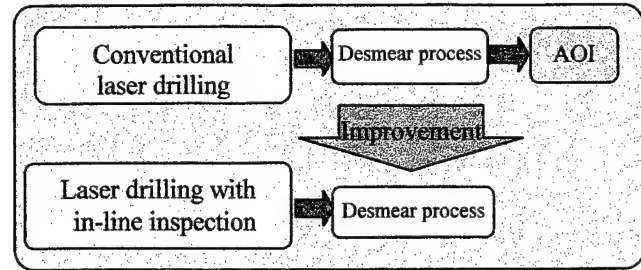 Conventional
laser drilling
Desmear process
AOI
Improvement
Laser drilling with
in-line inspection
Desmear process